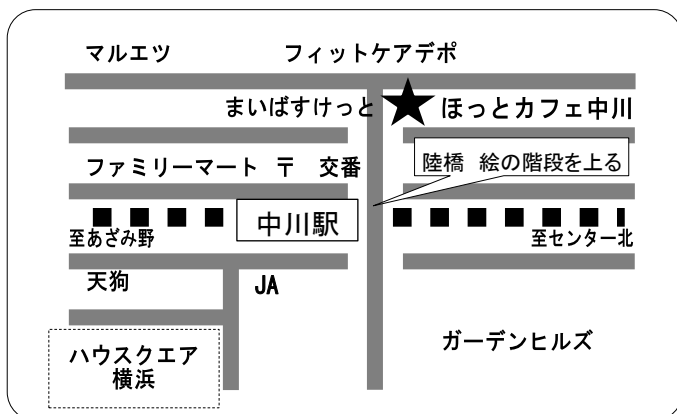 マルエツ
フィットケアデポ
まいばすけっと
ほっとカフェ中川
ファミリーマート 〒 交番
陸橋 絵の階段を上る
中川駅
至あざみ野
至センター北
天狗
JA
ガーデンヒルズ
ハウスクエア
横浜